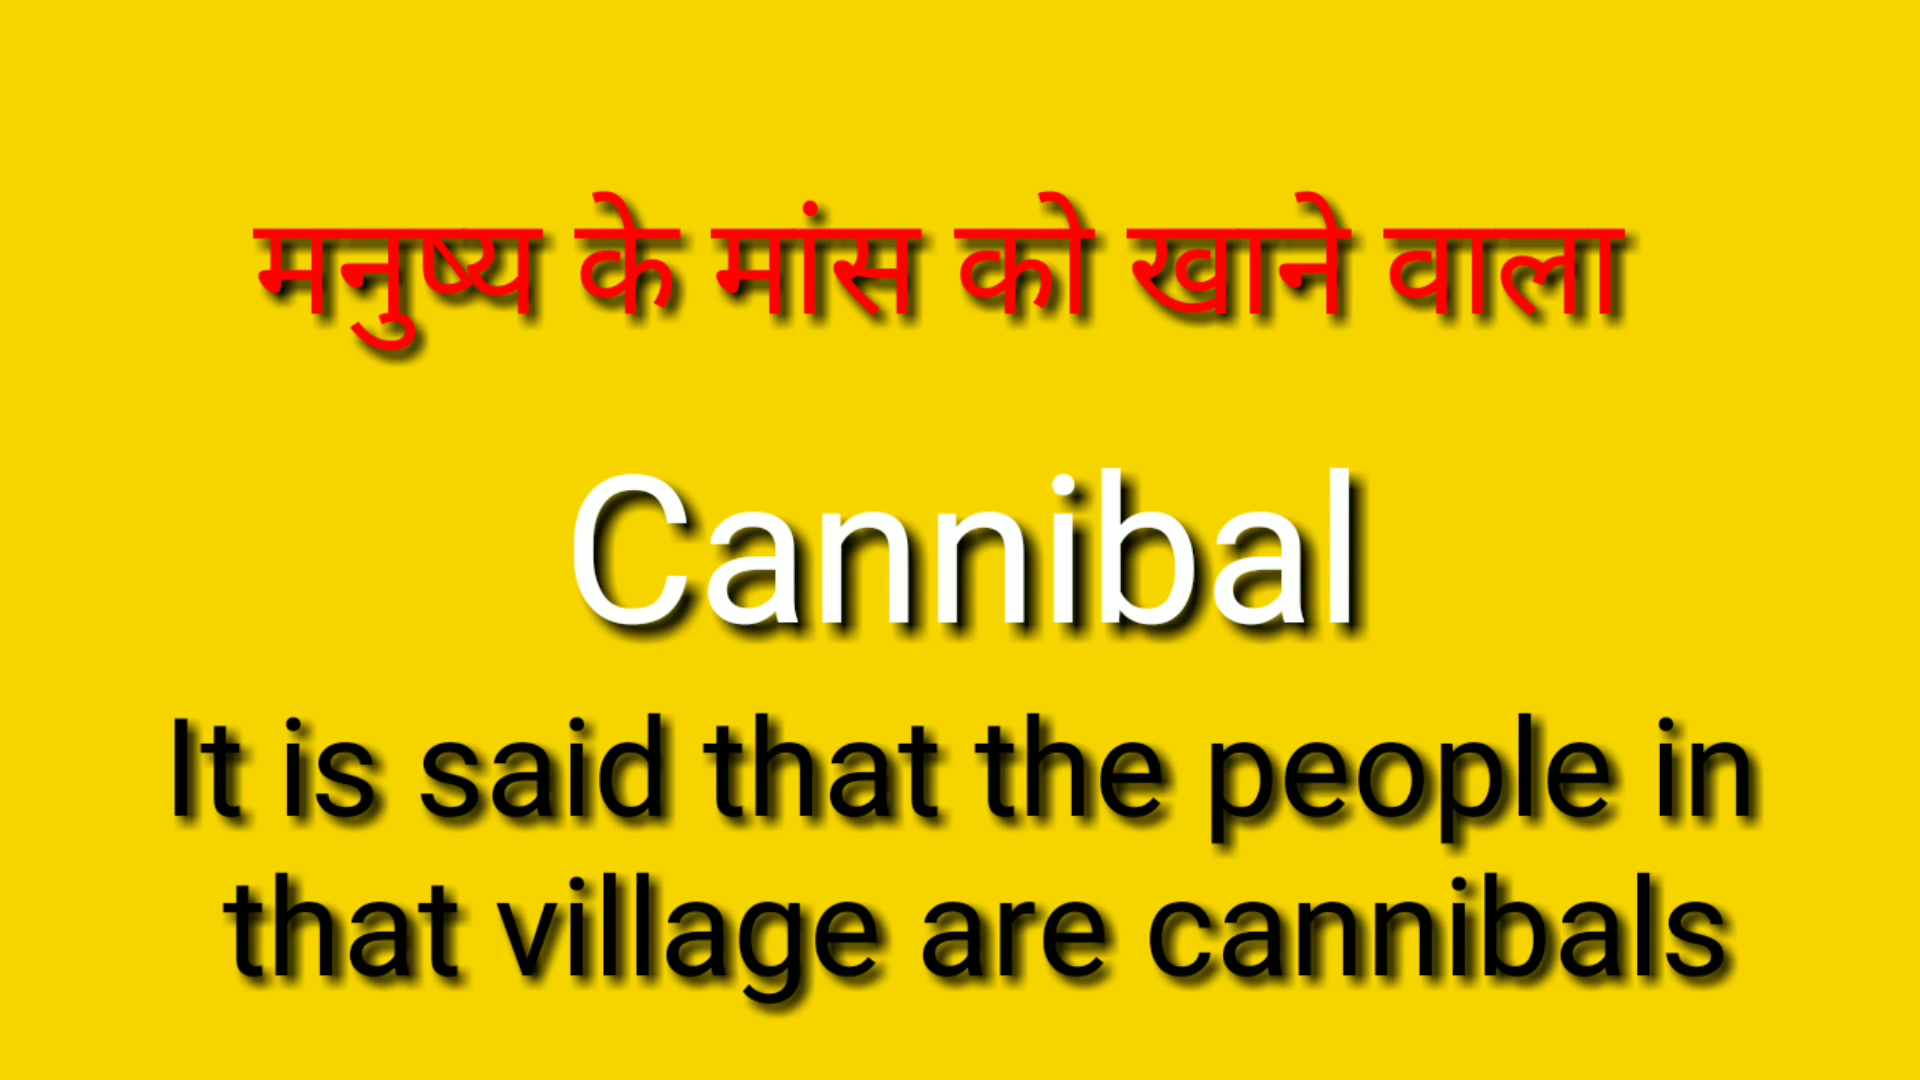 मनुष्य के मांस को खाने वाला
Cannibal
It is said that the people in
that village are cannibals